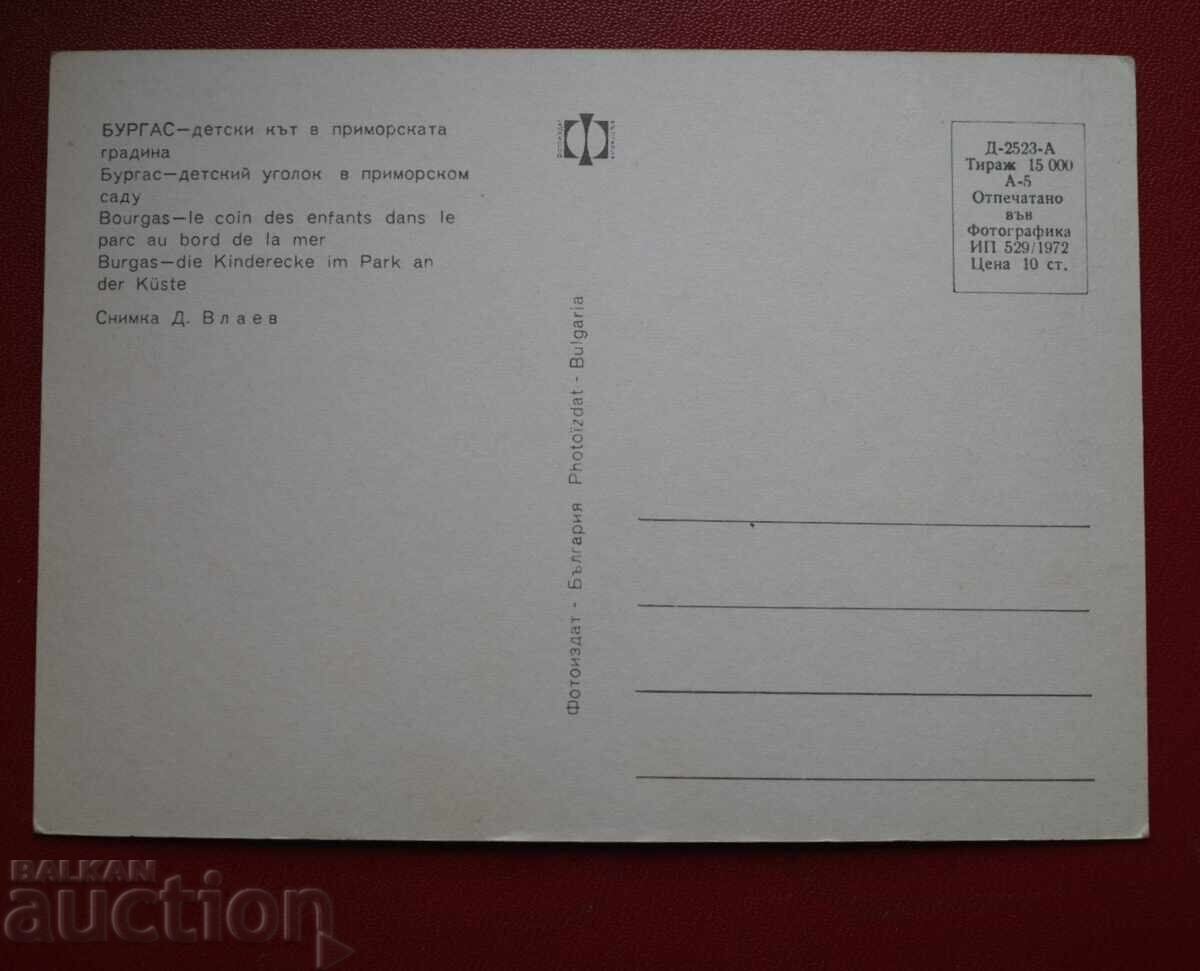 БУРГАС—детски кът в приморската
градина
Бургас—детский уголок в приморском
саду
Bourgas—le coin des enfants dans le
parc au bord de la mer
Burgas—die Kinderecke im Park an
der Küste
Снимка Д. Влаев
Фотоиздат - България Photoïzdat - Bulgaria
Д-2523-А
Тираж 15 000
А-5
Отпечатано
във
Фотографика
ИП 529/1972
Цена 10 ст.
BALKAN
auction